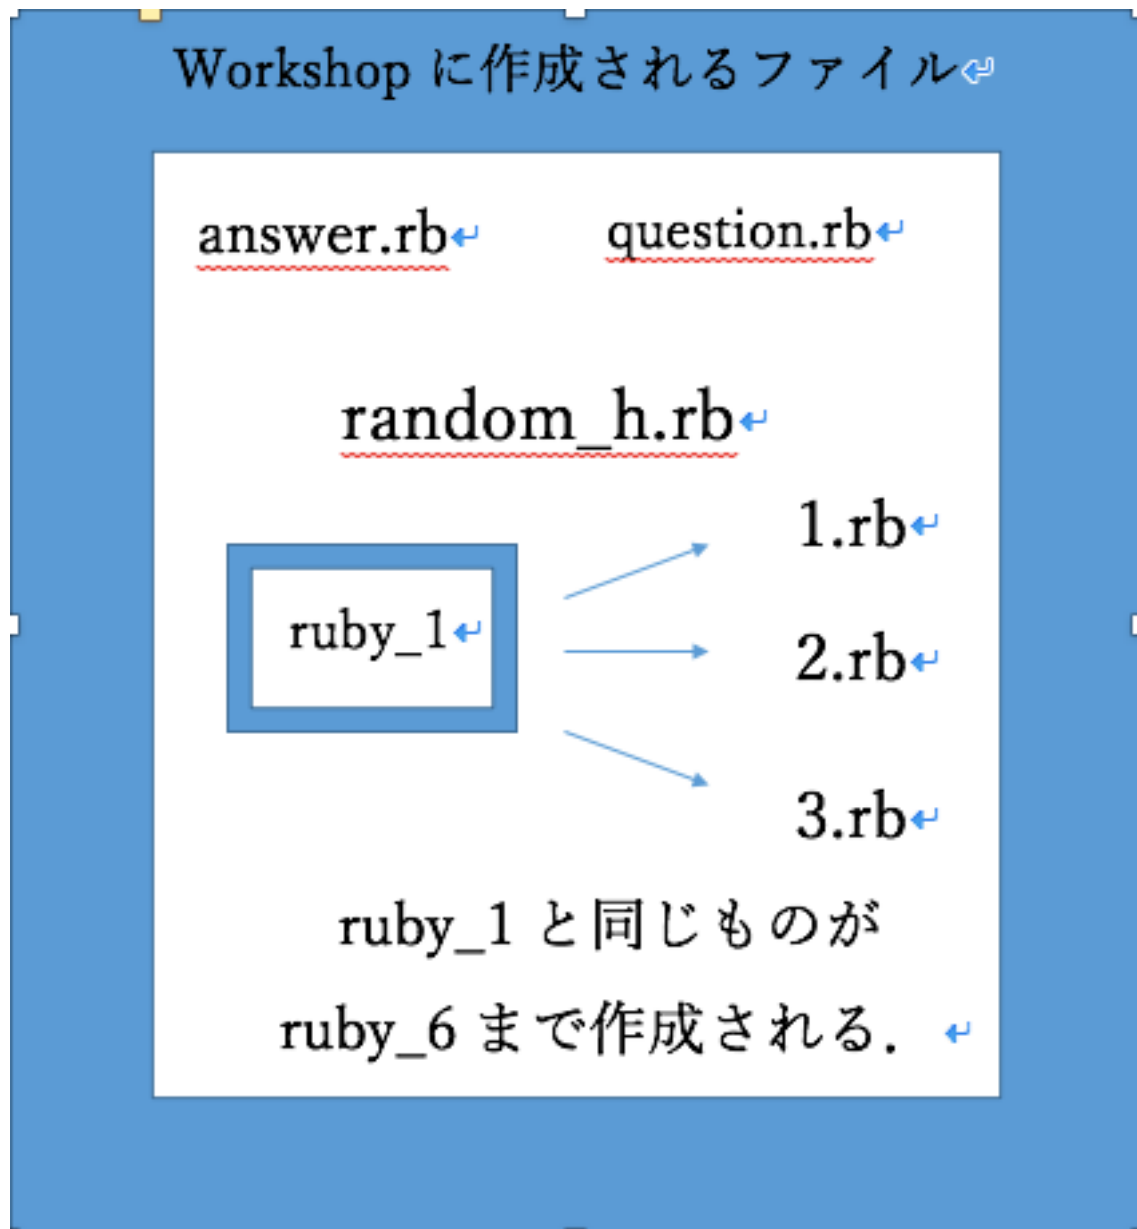 Workshop に作成されるファイル
answer.rb
question.rb
random_h.rb
1.rb
ruby_1
2.rb
3.rb
ruby_1 と同じものが
ruby_6 まで作成される.